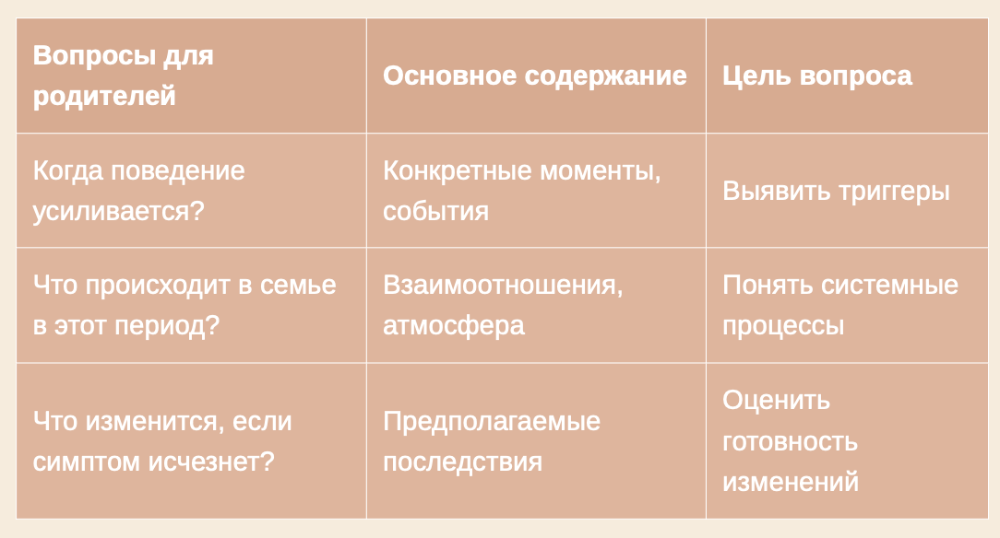 Вопросы для
родителей
Основное содержание
Цель вопроса
Когда поведение
усиливается?
Конкретные моменты,
события
Выявить триггеры
Что происходит в семье
в этот период?
Взаимоотношения,
атмосфера
Понять системные
процессы
Что изменится, если
симптом исчезнет?
Предполагаемые
последствия
Оценить
готовность
изменений